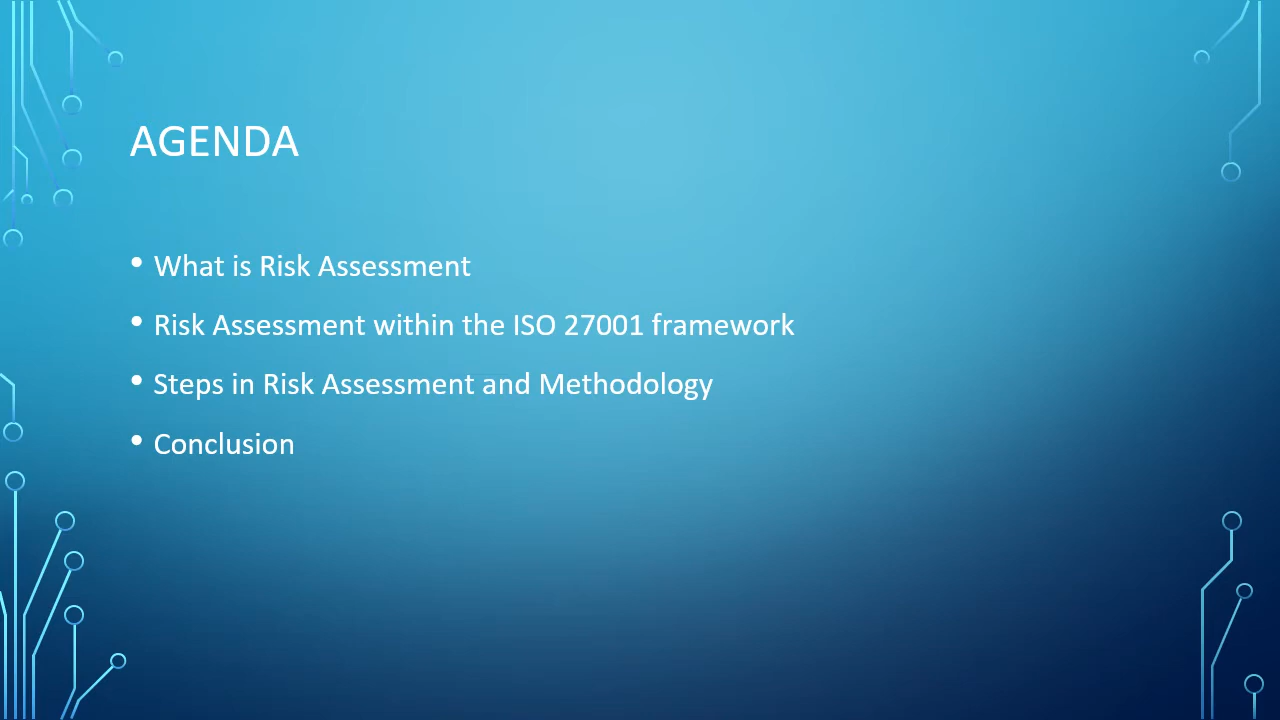 AGENDA
• What is Risk Assessment
• Risk Assessment within the ISO 27001 framework
• Steps in Risk Assessment and Methodology
• Conclusion